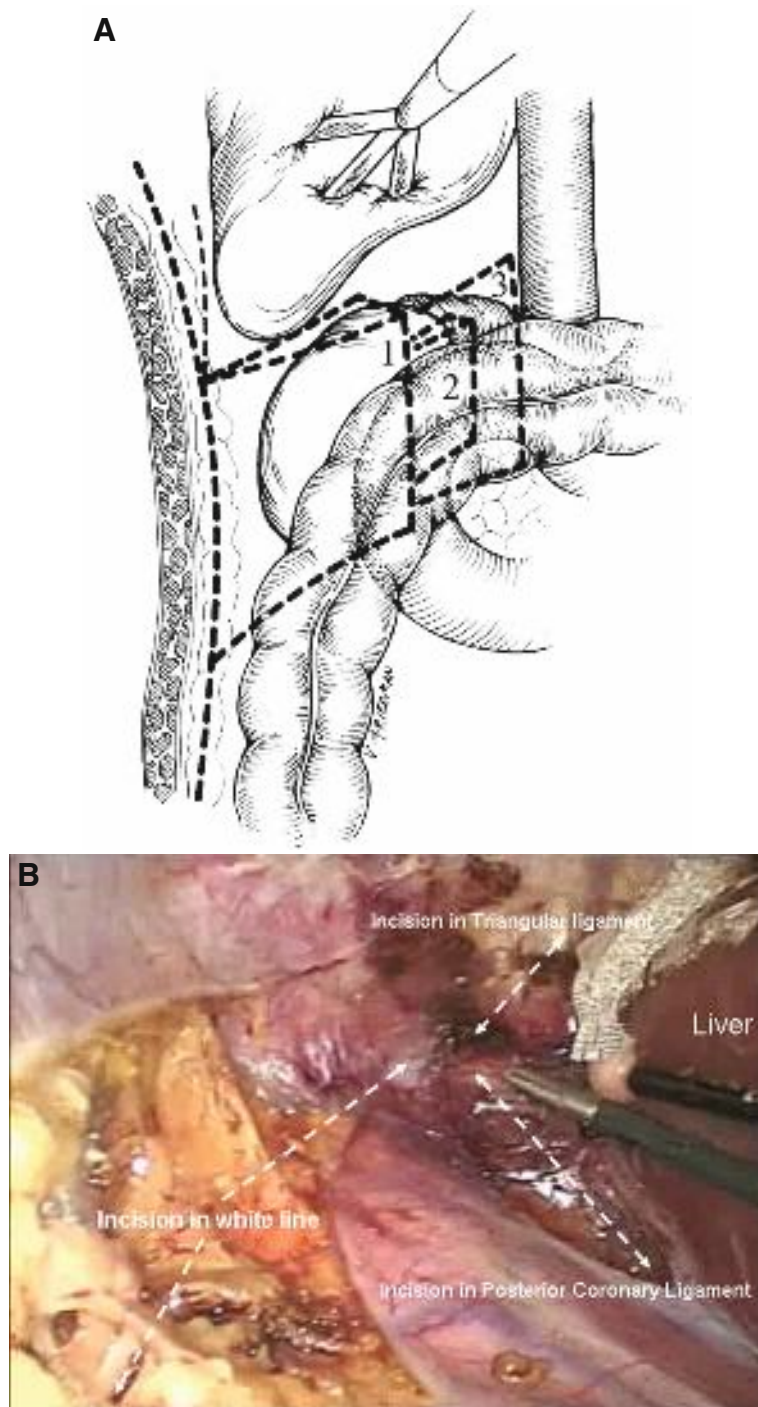 A
3
1
2
B
Incision in Triangular ligament
Liver
Incision in white line
Incision in Posterior Coronary Ligament